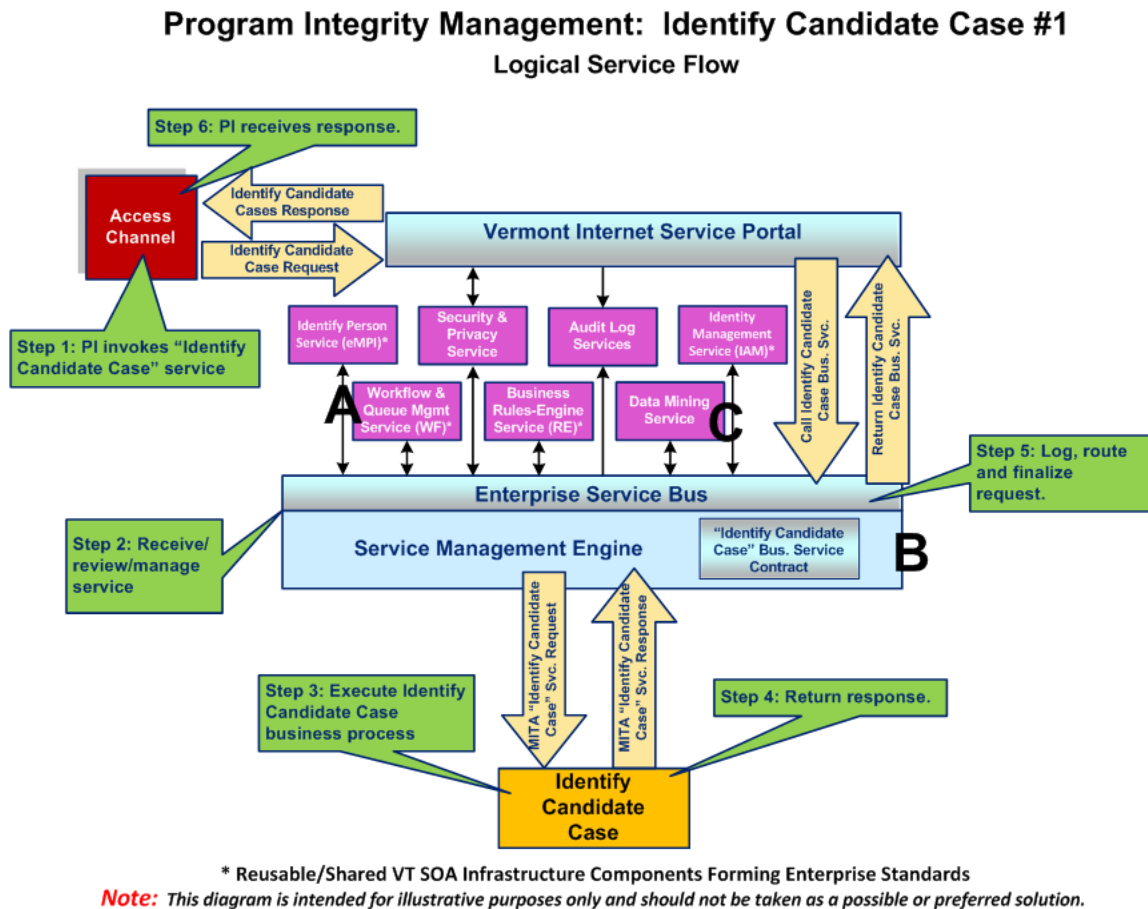 Program Integrity Management:  Identify Candidate Case #1
Logical Service Flow
Step 6: PI receives response.
Access
Channel
Identify Candidate
Cases Response
Identify Candidate
Case Request
Vermont Internet Service Portal
Step 1: PI invokes “Identify
Candidate Case” service
Identify Person
Service (eMPI)*
Security &
Privacy
Service
Audit Log
Services
Identity
Management
Service (IAM)*
A
Workflow &
Queue Mgmt
Service (WF)*
Business
Rules-Engine
Service (RE)*
Data Mining
Service
C
Call Identify Candidate
Case Bus. Svc.
Return Identify Candidate
Case Bus. Svc.
Step 5: Log, route
and finalize
request.
Enterprise Service Bus
Step 2: Receive/
review/manage
service
Service Management Engine
“Identify Candidate
Case” Bus. Service
Contract
B
MITA “Identify Candidate
Case” Svc. Request
MITA “Identify Candidate
Case” Svc. Response
Step 3: Execute Identify
Candidate Case
business process
Step 4: Return response.
Identify
Candidate
Case
* Reusable/Shared VT SOA Infrastructure Components Forming Enterprise Standards
Note: This diagram is intended for illustrative purposes only and should not be taken as a possible or preferred solution.